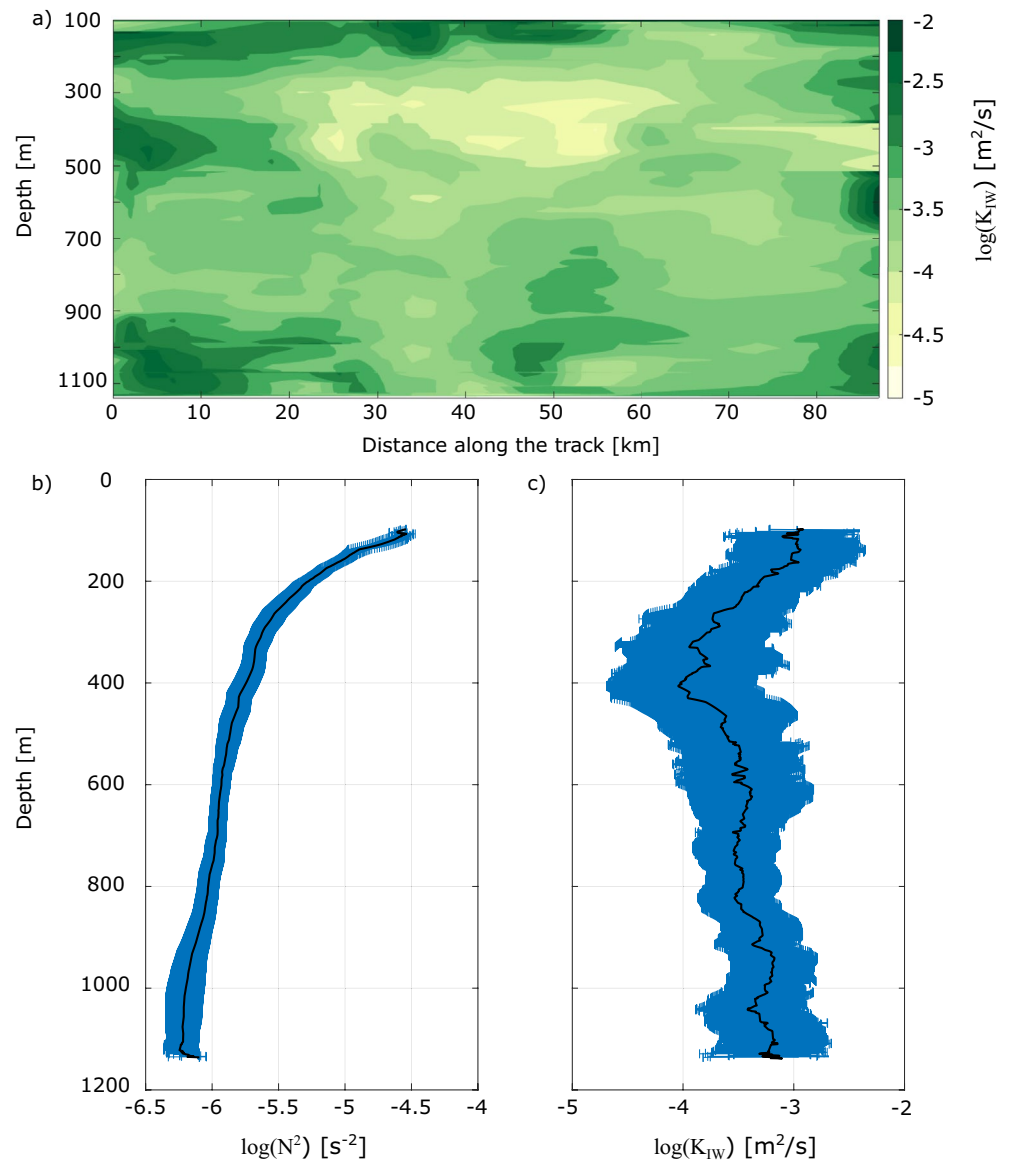 a)
100
300
500
700
900
1100
Depth [m]
0 10 20 30 40 50 60 70 80
Distance along the track [km]
-2
-2.5
-3
-3.5
-4
-4.5
-5
log(K_IW) [m²/s]
b)
0
200
400
600
800
1000
1200
Depth [m]
-6.5 -6 -5.5 -5 -4.5 -4
log(N²) [s⁻²]
c)
-5 -4 -3 -2
log(K_IW) [m²/s]